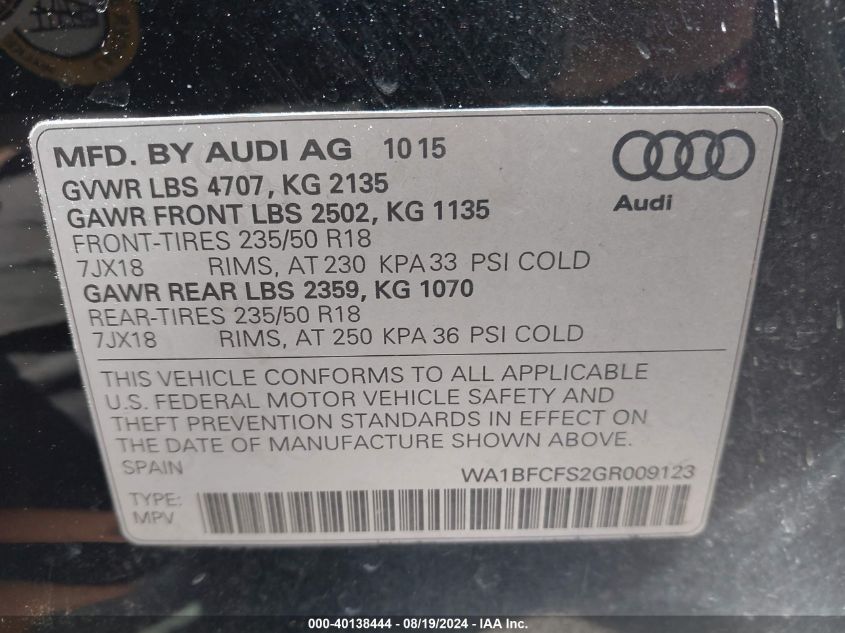 MFD. BY AUDI AG 10 15
GVWR LBS 4707, KG 2135
GAWR FRONT LBS 2502, KG 1135
FRONT-TIRES 235/50 R18
7JX18 RIMS, AT 230 KPA 33 PSI COLD
GAWR REAR LBS 2359, KG 1070
REAR-TIRES 235/50 R18
7JX18 RIMS, AT 250 KPA 36 PSI COLD
Audi
THIS VEHICLE CONFORMS TO ALL APPLICABLE
U.S. FEDERAL MOTOR VEHICLE SAFETY AND
THEFT PREVENTION STANDARDS IN EFFECT ON
THE DATE OF MANUFACTURE SHOWN ABOVE.
SPAIN WA1BFCFS2GR009123
TYPE:
MPV
000-40138444 - 08/19/2024 - IAA Inc.